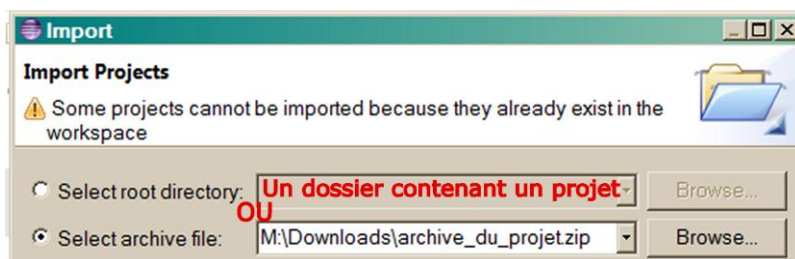 Import
Import Projects
Some projects cannot be imported because they already exist in the
workspace
Select root directory: Un dossier contenant un projet Browse...
OU
Select archive file: M:\Downloads\archive_du_projet.zip Browse...